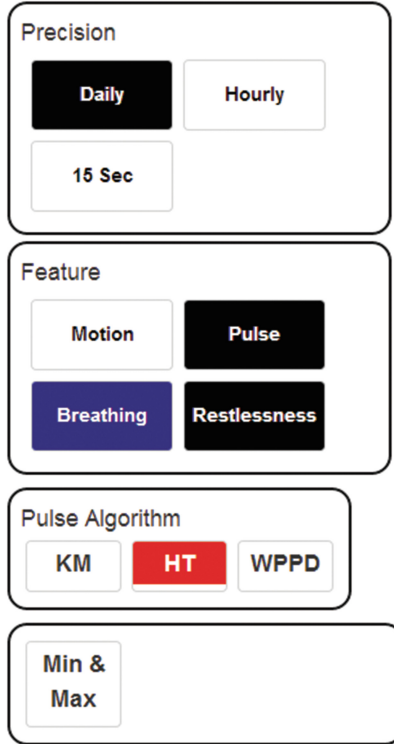 Precision
Daily Hourly
15 Sec
Feature
Motion Pulse
Breathing Restlessness
Pulse Algorithm
KM HT WPPD
Min &
Max